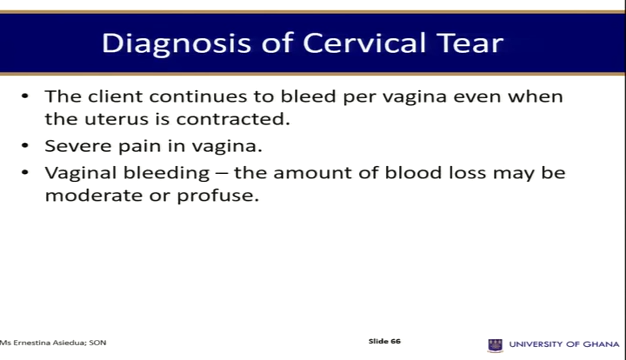 Diagnosis of Cervical Tear
• The client continues to bleed per vagina even when
the uterus is contracted.
• Severe pain in vagina.
• Vaginal bleeding – the amount of blood loss may be
moderate or profuse.
Ms Ernestina Asiedua; SON
Slide 66
UNIVERSITY OF GHANA